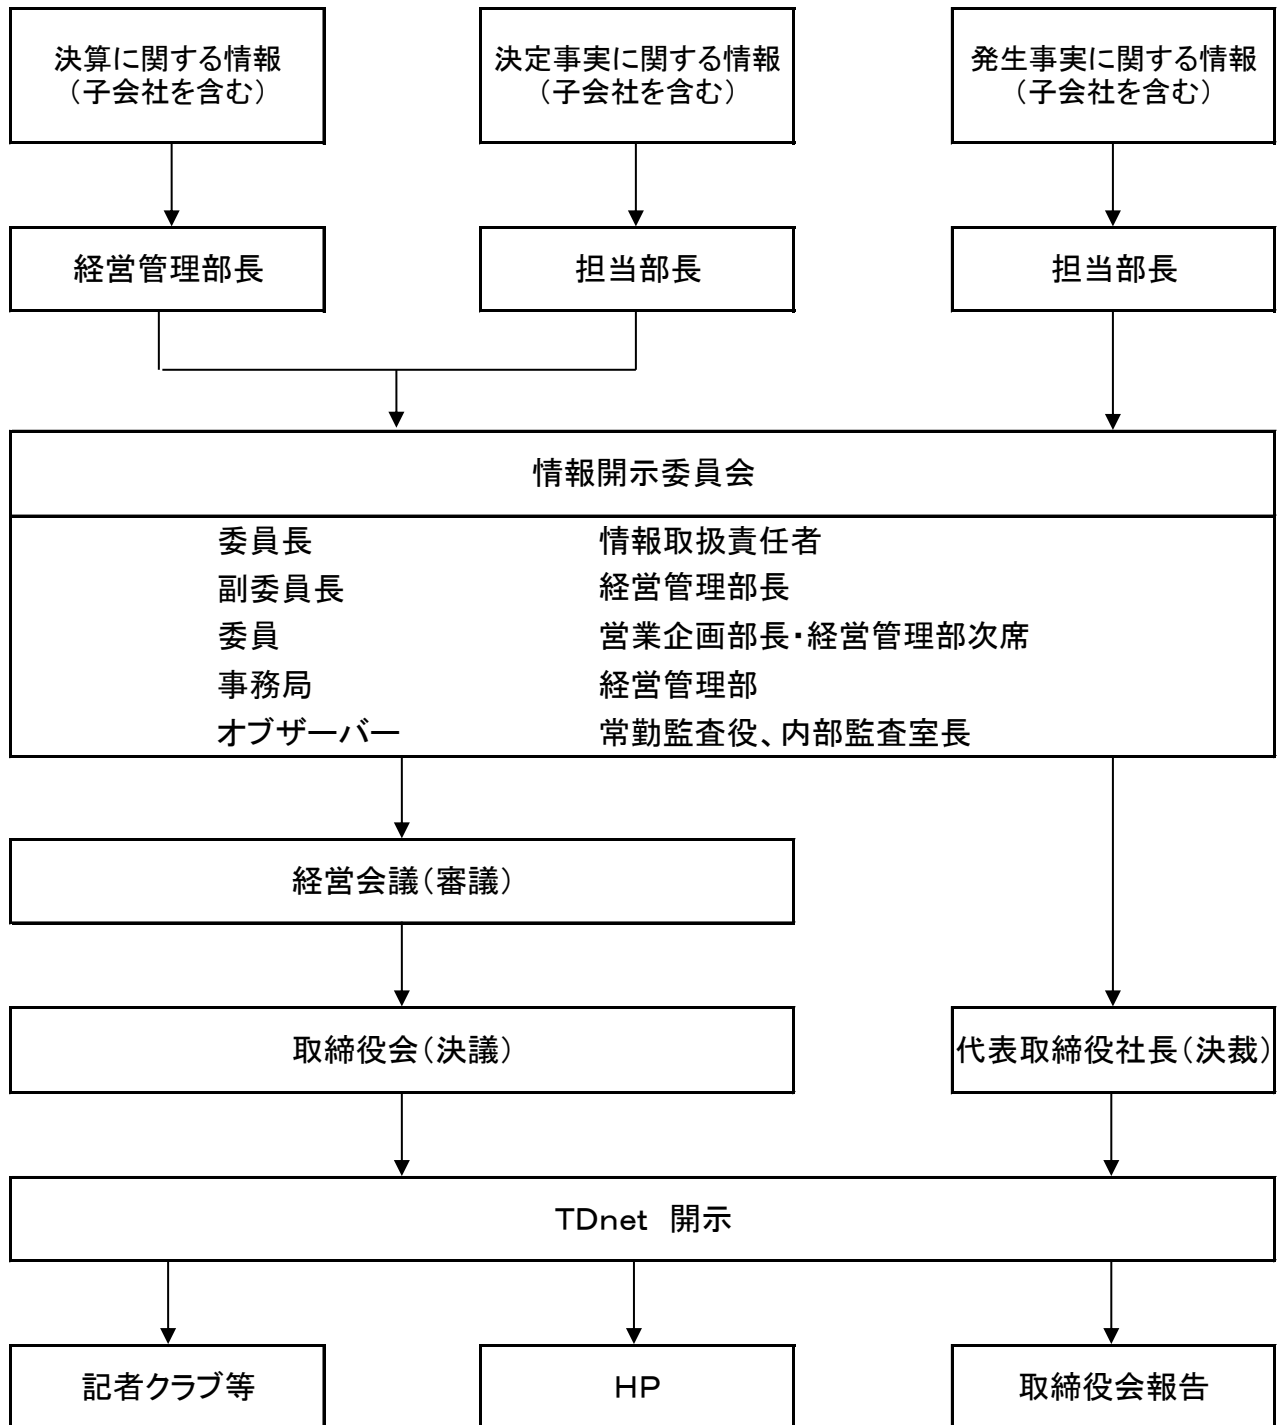 決算に関する情報
（子会社を含む）
決定事実に関する情報
（子会社を含む）
発生事実に関する情報
（子会社を含む）
経営管理部長
担当部長
担当部長
情報開示委員会
委員長 情報取扱責任者
副委員長 経営管理部長
委員 営業企画部長・経営管理部次席
事務局 経営管理部
オブザーバー 常勤監査役、内部監査室長
経営会議（審議）
取締役会（決議）
代表取締役社長（決裁）
TDnet　開示
記者クラブ等
HP
取締役会報告